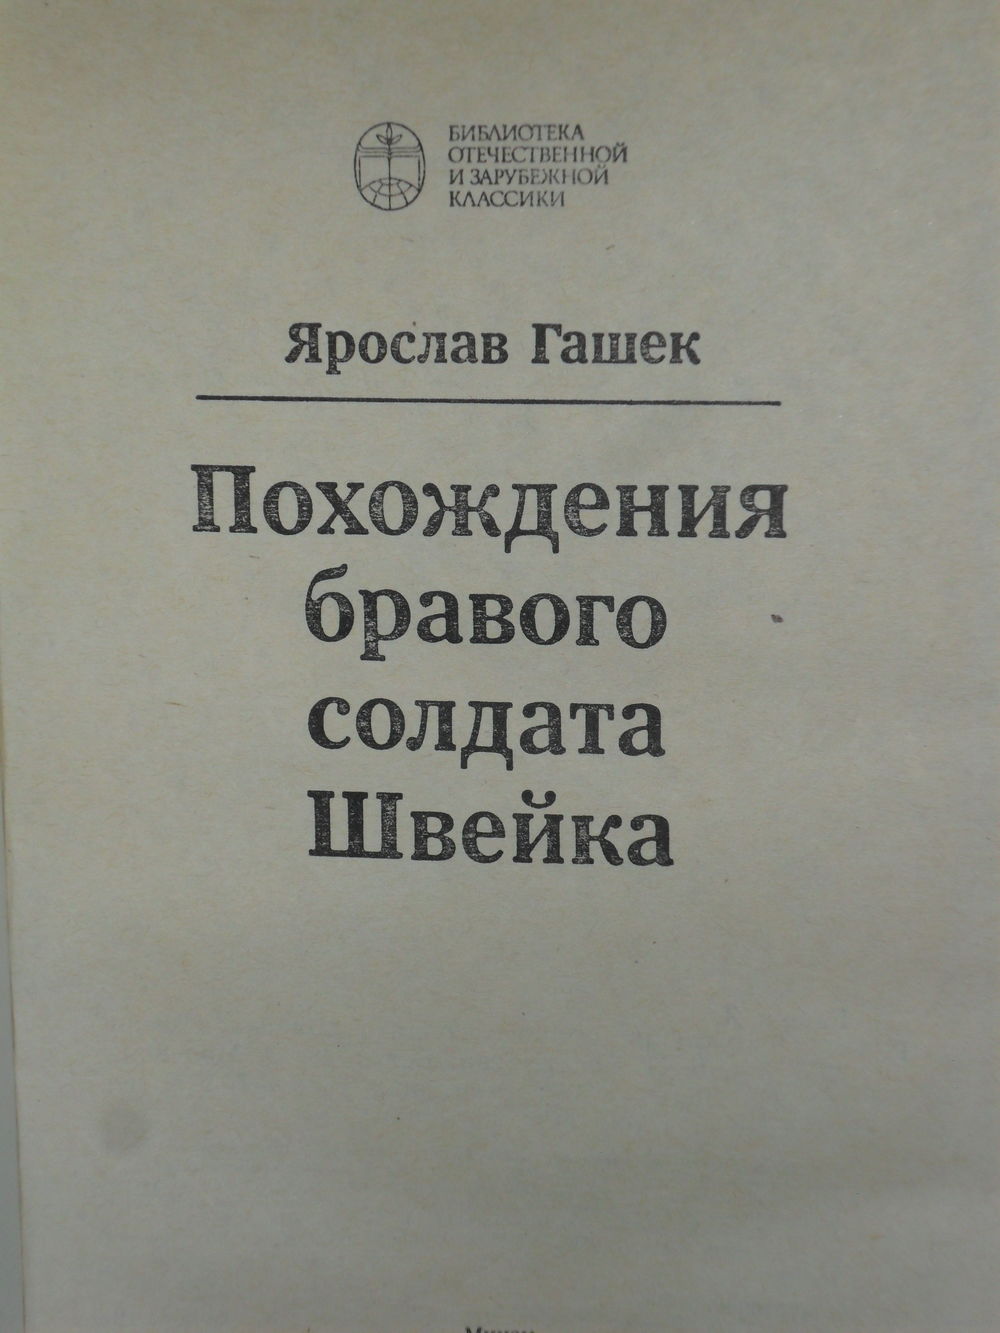 БИБЛИОТЕКА
ОТЕЧЕСТВЕННОЙ
И ЗАРУБЕЖНОЙ
КЛАССИКИ
Ярослав Гашек
Похождения
бравого
солдата
Швейка